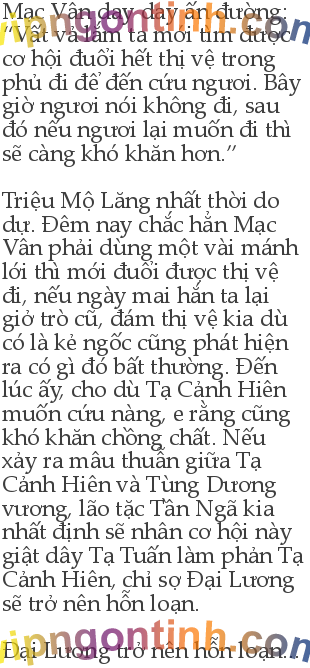 Mạc Vân day day ấn đường:
“Vất vả lắm ta mới tìm được
cơ hội đuổi hết thị vệ trong
phủ đi để đến cứu ngươi. Bây
giờ ngươi nói không đi, sau
đó nếu ngươi lại muốn đi thì
sẽ càng khó khăn hơn.”
Triệu Mộ Lăng nhất thời do
dự. Đêm nay chắc hẳn Mạc
Vân phải dùng một vài mánh
lới thì mới đuổi được thị vệ
đi, nếu ngày mai hắn ta lại
giở trò cũ, đám thị vệ kia dù
có là kẻ ngốc cũng phát hiện
ra có gì đó bất thường. Đến
lúc ấy, cho dù Tạ Cảnh Hiên
muốn cứu nàng, e rằng cũng
khó khăn chồng chất. Nếu
xảy ra mâu thuẫn giữa Tạ
Cảnh Hiên và Tùng Dương
vương, lão tặc Tần Ngã kia
nhất định sẽ nhân cơ hội này
giật dây Tạ Tuấn làm phản Tạ
Cảnh Hiên, chỉ sợ Đại Lương
sẽ trở nên hỗn loạn.
Đại Lương trở nên hỗn loạn...
vipngontinh.com
vipngontinh.com